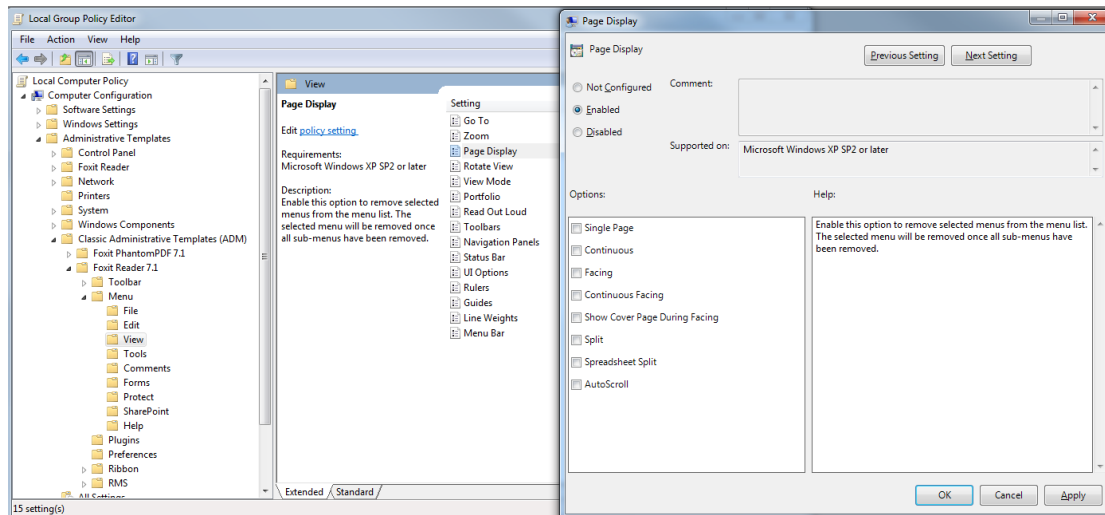 Local Group Policy Editor
File Action View Help
Local Computer Policy
Computer Configuration
Software Settings
Windows Settings
Administrative Templates
Control Panel
Foxit Reader
Network
Printers
System
Windows Components
Classic Administrative Templates (ADM)
Foxit PhantomPDF 7.1
Foxit Reader 7.1
Toolbar
Menu
File
Edit
View
Tools
Comments
Forms
Protect
SharePoint
Help
Plugins
Preferences
Ribbon
RMS
All Settings
View
Page Display
Edit policy setting
Requirements:
Microsoft Windows XP SP2 or later
Description:
Enable this option to remove selected
menus from the menu list. The
selected menu will be removed once
all sub-menus have been removed.
Setting
Go To
Zoom
Page Display
Rotate View
View Mode
Portfolio
Read Out Loud
Toolbars
Navigation Panels
Status Bar
UI Options
Rulers
Guides
Line Weights
Menu Bar
Extended Standard
15 setting(s)
Page Display
Page Display
Previous Setting Next Setting
Not Configured Comment:
Enabled
Disabled
Supported on: Microsoft Windows XP SP2 or later
Options: Help:
Single Page
Continuous
Facing
Continuous Facing
Show Cover Page During Facing
Split
Spreadsheet Split
AutoScroll
Enable this option to remove selected menus from the menu list.
The selected menu will be removed once all sub-menus have
been removed.
OK Cancel Apply